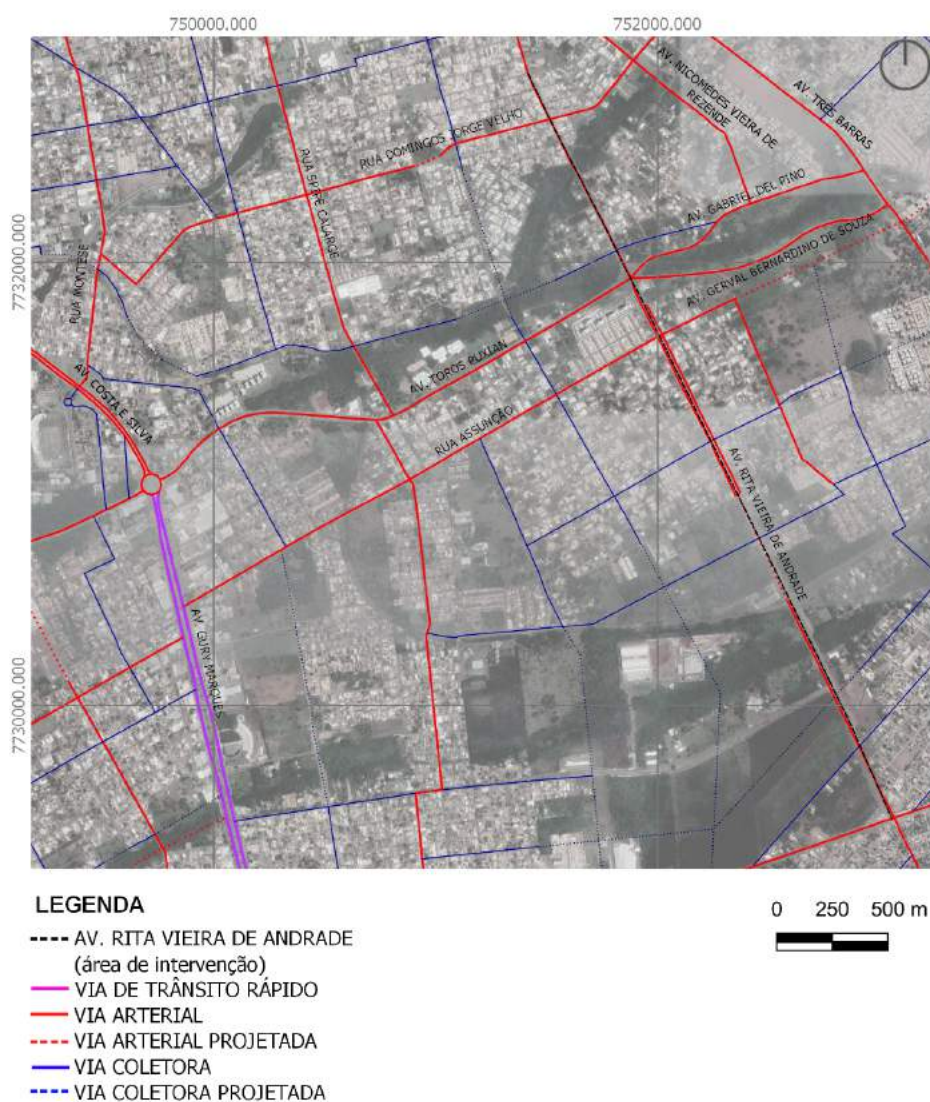 750000.000
752000.000
AV. NICOMEDES VIEIRA DE
REZENDE
AV. TRÊS BARRAS
RUA DOMINGOS JORGE VELHO
RUA SPIPE CALARGE
AV. GABRIEL DEL PINO
7732000.000
RUA MONTESE
AV. GERVAL BERNARDINO DE SOUZA
AV. TOROS PUXIAN
AV. COSTA E SILVA
RUA ASSUNÇÃO
AV. RITA VIEIRA DE ANDRADE
AV. GURY MARQUES
7730000.000
LEGENDA
AV. RITA VIEIRA DE ANDRADE
(área de intervenção)
VIA DE TRÂNSITO RÁPIDO
VIA ARTERIAL
VIA ARTERIAL PROJETADA
VIA COLETORA
VIA COLETORA PROJETADA
0 250 500 m